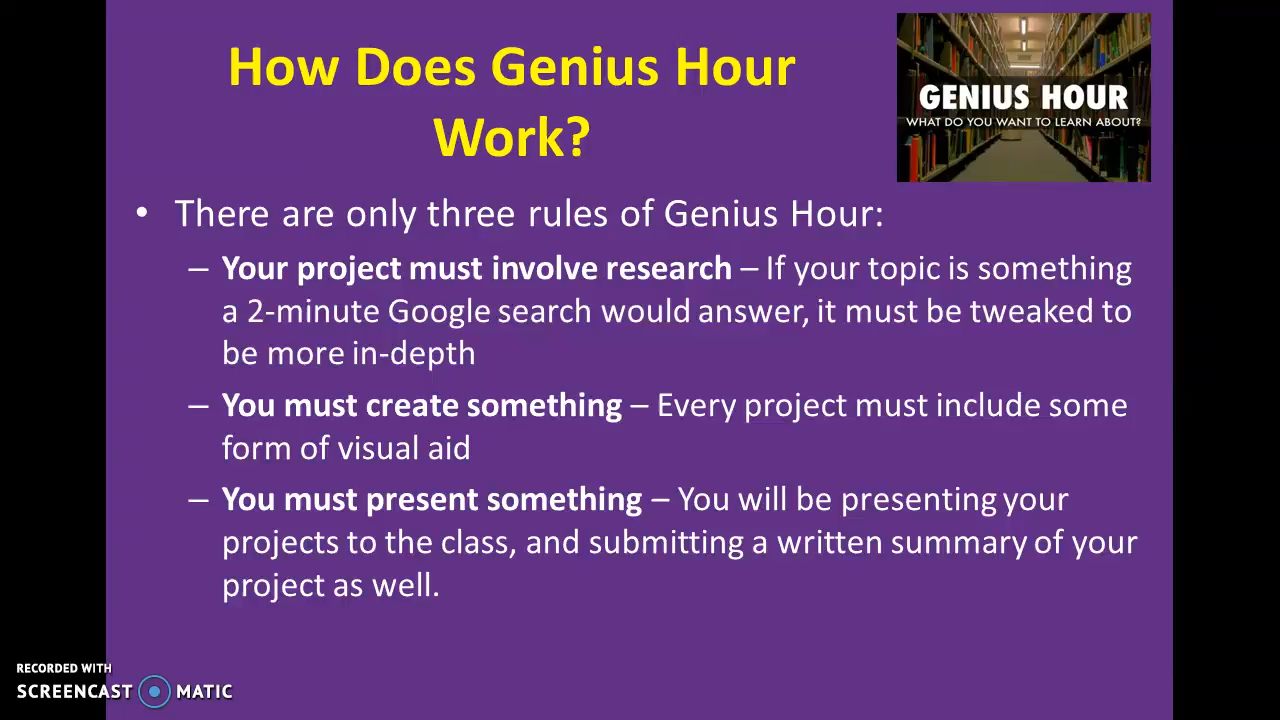 How Does Genius Hour
Work?
GENIUS HOUR
WHAT DO YOU WANT TO LEARN ABOUT?
• There are only three rules of Genius Hour:
– Your project must involve research – If your topic is something
a 2-minute Google search would answer, it must be tweaked to
be more in-depth
– You must create something – Every project must include some
form of visual aid
– You must present something – You will be presenting your
projects to the class, and submitting a written summary of your
project as well.
RECORDED WITH
SCREENCAST MATIC